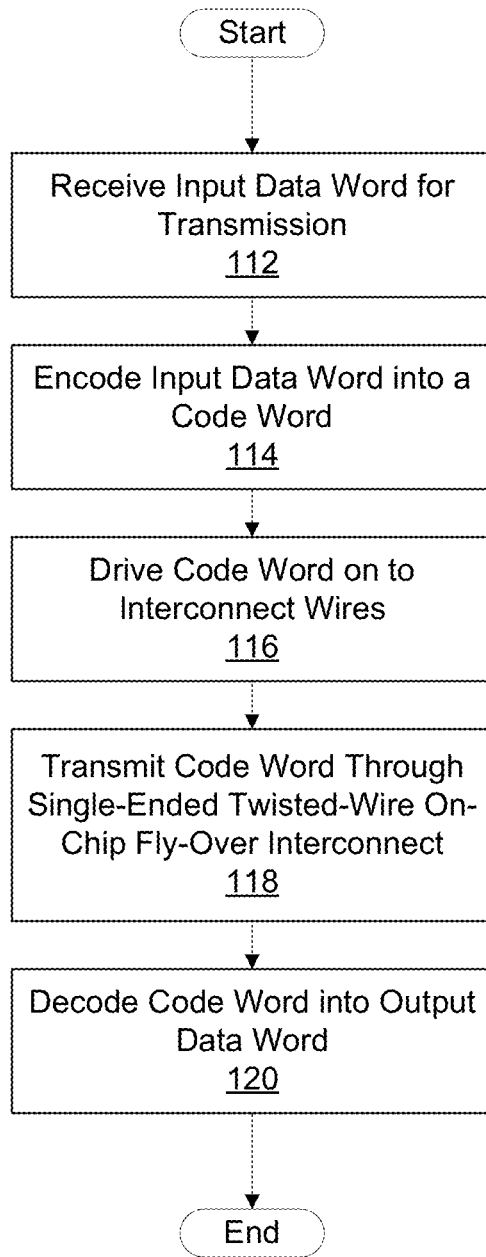 Start
Receive Input Data Word for
Transmission
112
Encode Input Data Word into a
Code Word
114
Drive Code Word on to
Interconnect Wires
116
Transmit Code Word Through
Single-Ended Twisted-Wire On-
Chip Fly-Over Interconnect
118
Decode Code Word into Output
Data Word
120
End